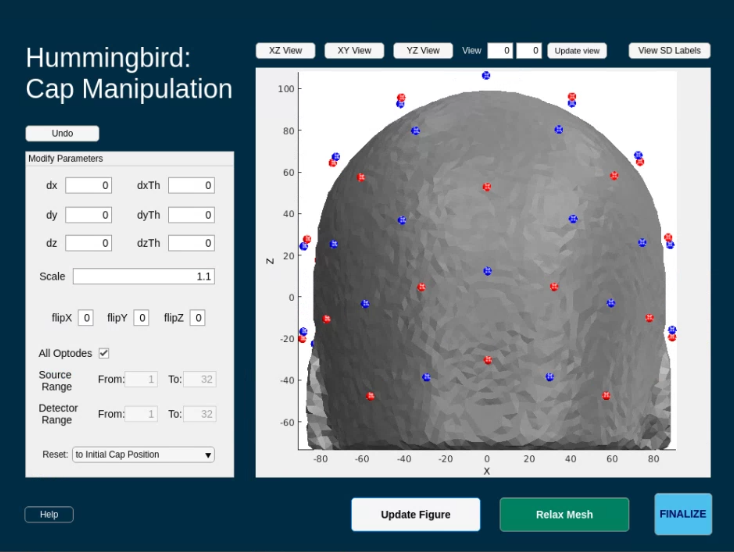 Hummingbird:
Cap Manipulation
XZ View XY View YZ View View 0 0 Update view View SD Labels
Undo
Modify Parameters
dx 0 dxTh 0
dy 0 dyTh 0
dz 0 dzTh 0
Scale 1.1
flipX 0 flipY 0 flipZ 0
All Optodes
Source
Range
From: 1 To: 32
Detector
Range
From: 1 To: 32
Reset: to Initial Cap Position
Help
100
80
60
40
20
0
-20
-40
-60
Z
-80 -60 -40 -20 0 20 40 60 80
X
Update Figure Relax Mesh FINALIZE